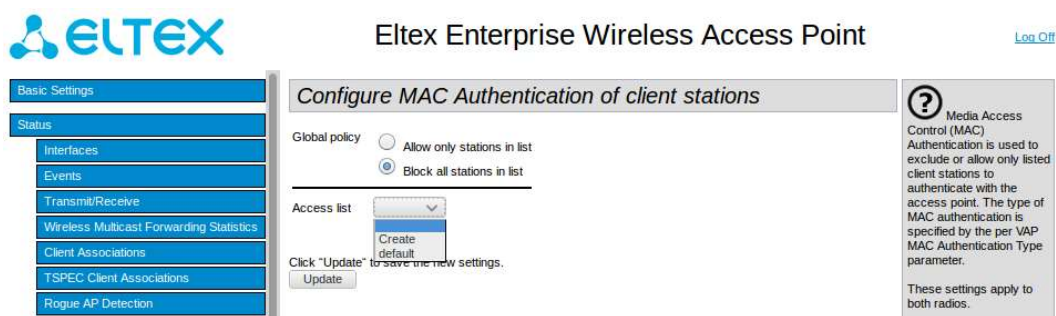 ELTEX
Eltex Enterprise Wireless Access Point
Log Off
Basic Settings
Status
Interfaces
Events
Transmit/Receive
Wireless Multicast Forwarding Statistics
Client Associations
TSPEC Client Associations
Rogue AP Detection
Configure MAC Authentication of client stations
Global policy
Allow only stations in list
Block all stations in list
Access list
Create
default
Click "Update" to save the new settings.
Update
? Media Access
Control (MAC)
Authentication is used to
exclude or allow only listed
client stations to
authenticate with the
access point. The type of
MAC authentication is
specified by the per VAP
MAC Authentication Type
parameter.
These settings apply to
both radios.